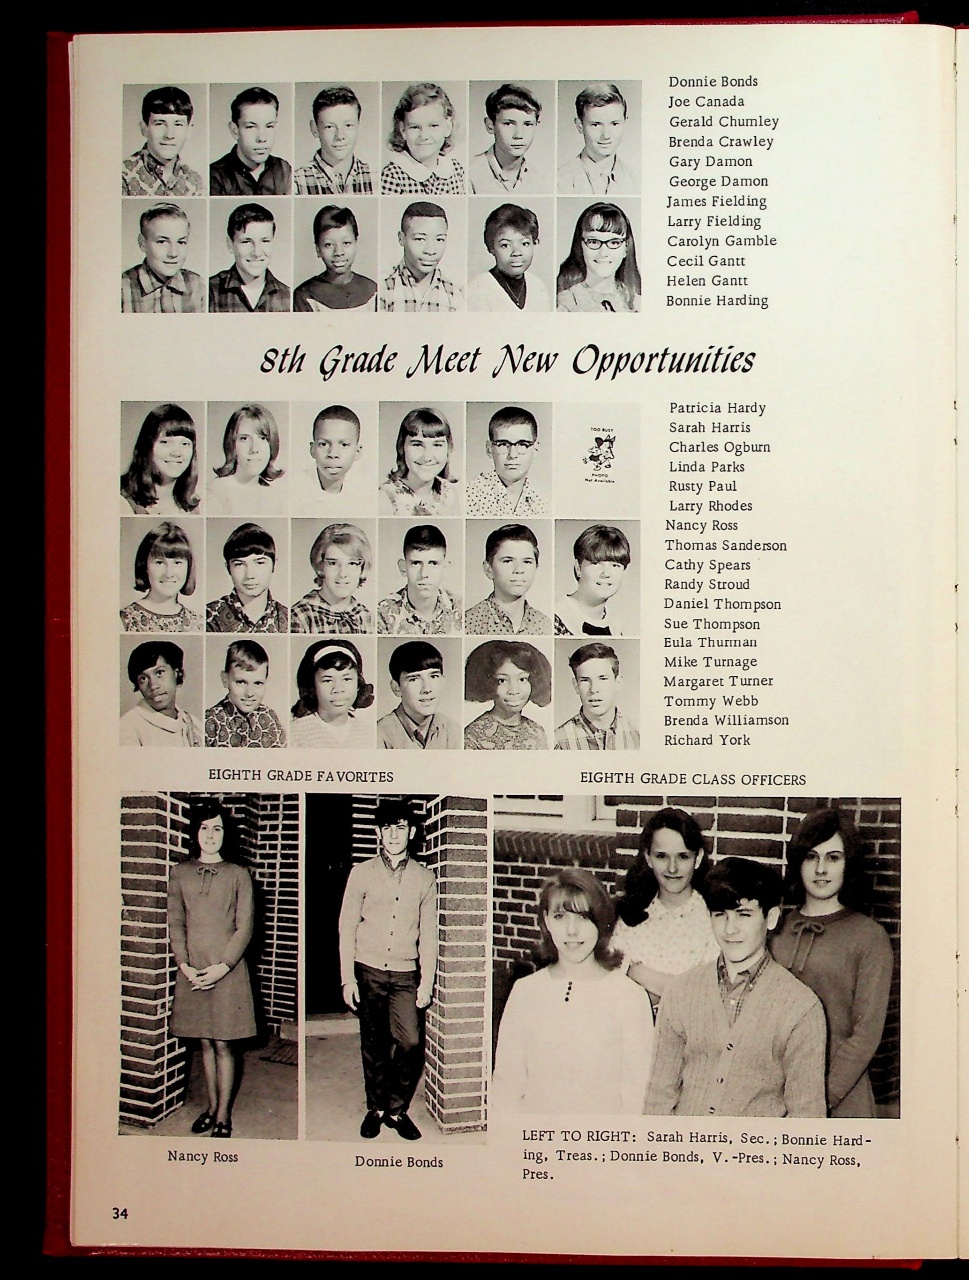 Donnie Bonds
Joe Canada
Gerald Chumley
Brenda Crawley
Gary Damon
George Damon
James Fielding
Larry Fielding
Carolyn Gamble
Cecil Gantt
Helen Gantt
Bonnie Harding
8th Grade Meet New Opportunities
Patricia Hardy
Sarah Harris
Charles Ogburn
Linda Parks
Rusty Paul
Larry Rhodes
Nancy Ross
Thomas Sanderson
Cathy Spears
Randy Stroud
Daniel Thompson
Sue Thompson
Eula Thurman
Mike Turnage
Margaret Turner
Tommy Webb
Brenda Williamson
Richard York
TOO BUSY
PHOTO
Not Available
EIGHTH GRADE FAVORITES
EIGHTH GRADE CLASS OFFICERS
Nancy Ross
Donnie Bonds
LEFT TO RIGHT: Sarah Harris, Sec.; Bonnie Hard-
ing, Treas.; Donnie Bonds, V.-Pres.; Nancy Ross,
Pres.
34